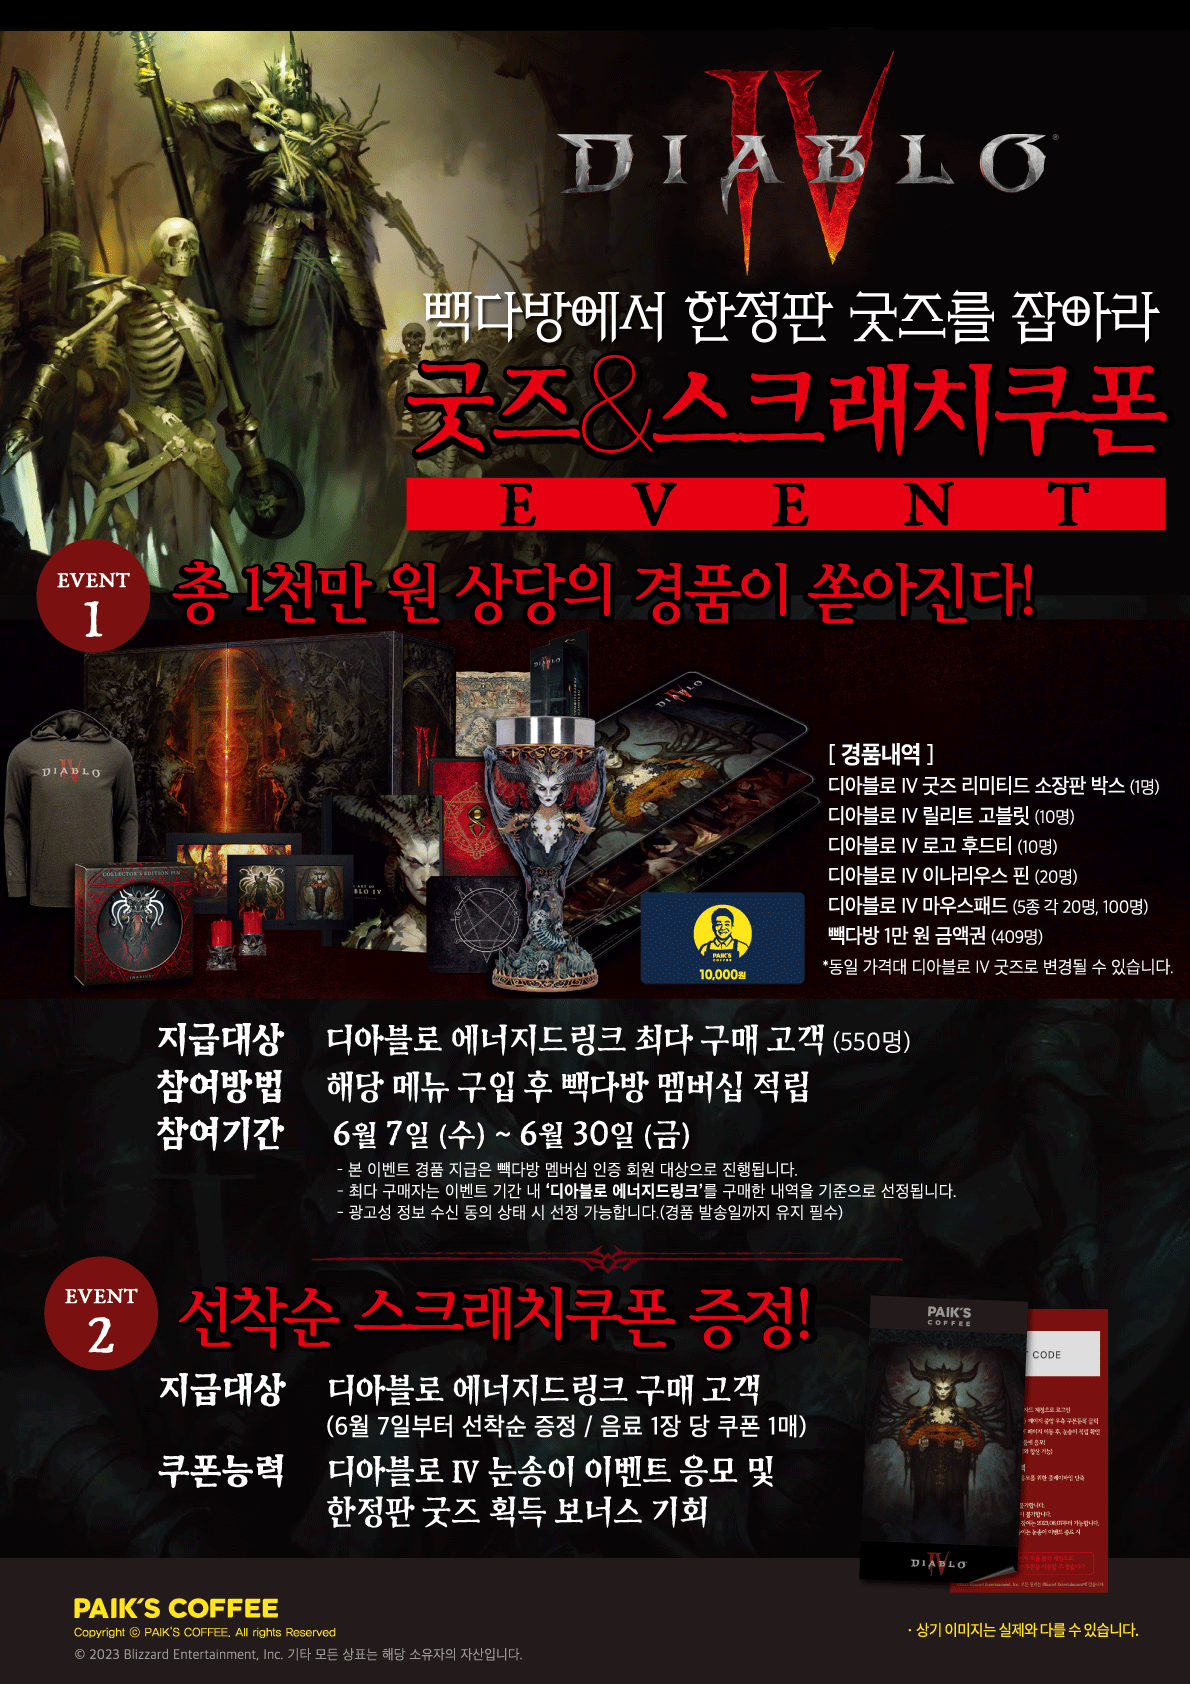 DIABLO IV
빽다방에서 한정판 굿즈를 잡아라
굿즈&스크래치쿠폰
EVENT
EVENT
1
총 1천만 원 상당의 경품이 쏟아진다!
DIABLO
DIABLO
DIABLO
COLLECTOR'S EDITION PIN
INARIUS
PAIK'S
COFFEE
10,000원
[ 경품내역 ]
디아블로 IV 굿즈 리미티드 소장판 박스 (1명)
디아블로 IV 릴리트 고블릿 (10명)
디아블로 IV 로고 후드티 (10명)
디아블로 IV 이나리우스 핀 (20명)
디아블로 IV 마우스패드 (5종 각 20명, 100명)
빽다방 1만 원 금액권 (409명)
*동일 가격대 디아블로 IV 굿즈로 변경될 수 있습니다.
지급대상 디아블로 에너지드링크 최다 구매 고객 (550명)
참여방법 해당 메뉴 구입 후 빽다방 멤버십 적립
참여기간 6월 7일 (수) ~ 6월 30일 (금)
- 본 이벤트 경품 지급은 빽다방 멤버십 인증 회원 대상으로 진행됩니다.
- 최다 구매자는 이벤트 기간 내 '디아블로 에너지드링크'를 구매한 내역을 기준으로 선정됩니다.
- 광고성 정보 수신 동의 상태 시 선정 가능합니다.(경품 발송일까지 유지 필수)
EVENT
2
선착순 스크래치쿠폰 증정!
지급대상 디아블로 에너지드링크 구매 고객
(6월 7일부터 선착순 증정 / 음료 1장 당 쿠폰 1매)
쿠폰능력 디아블로 IV 눈송이 이벤트 응모 및
한정판 굿즈 획득 보너스 기회
PAIK'S
COFFEE
CODE
DIABLO
PAIK'S COFFEE
Copyright ⓒ PAIK'S COFFEE. All rights Reserved
© 2023 Blizzard Entertainment, Inc. 기타 모든 상표는 해당 소유자의 자산입니다.
· 상기 이미지는 실제와 다를 수 있습니다.